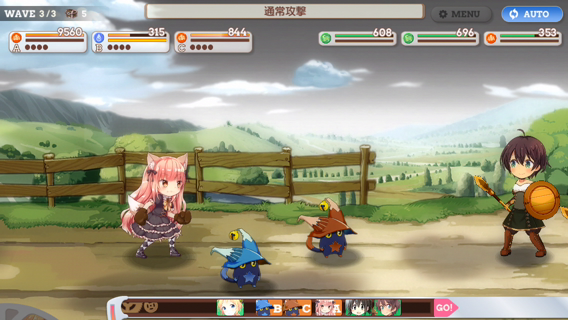 WAVE 3/3 5
通常攻撃
MENU
AUTO
9560
A
315
B
844
C
608
696
353
B C A
GO!